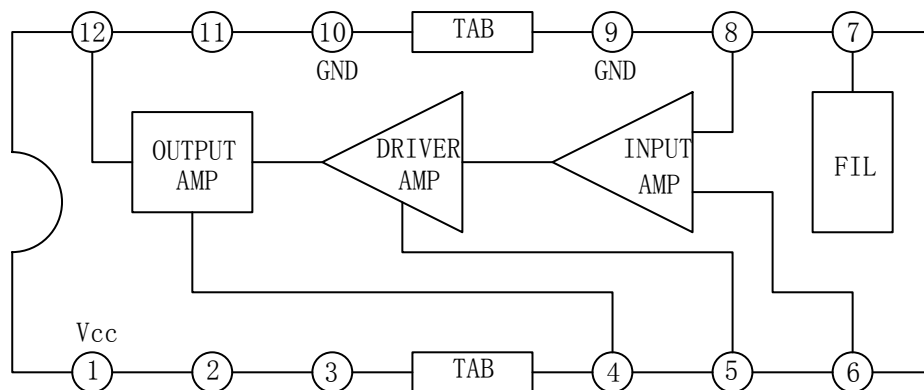 12 11 10 TAB 9 8 7
GND GND
OUTPUT
AMP
DRIVER
AMP
INPUT
AMP
FIL
Vcc
1 2 3 TAB 4 5 6